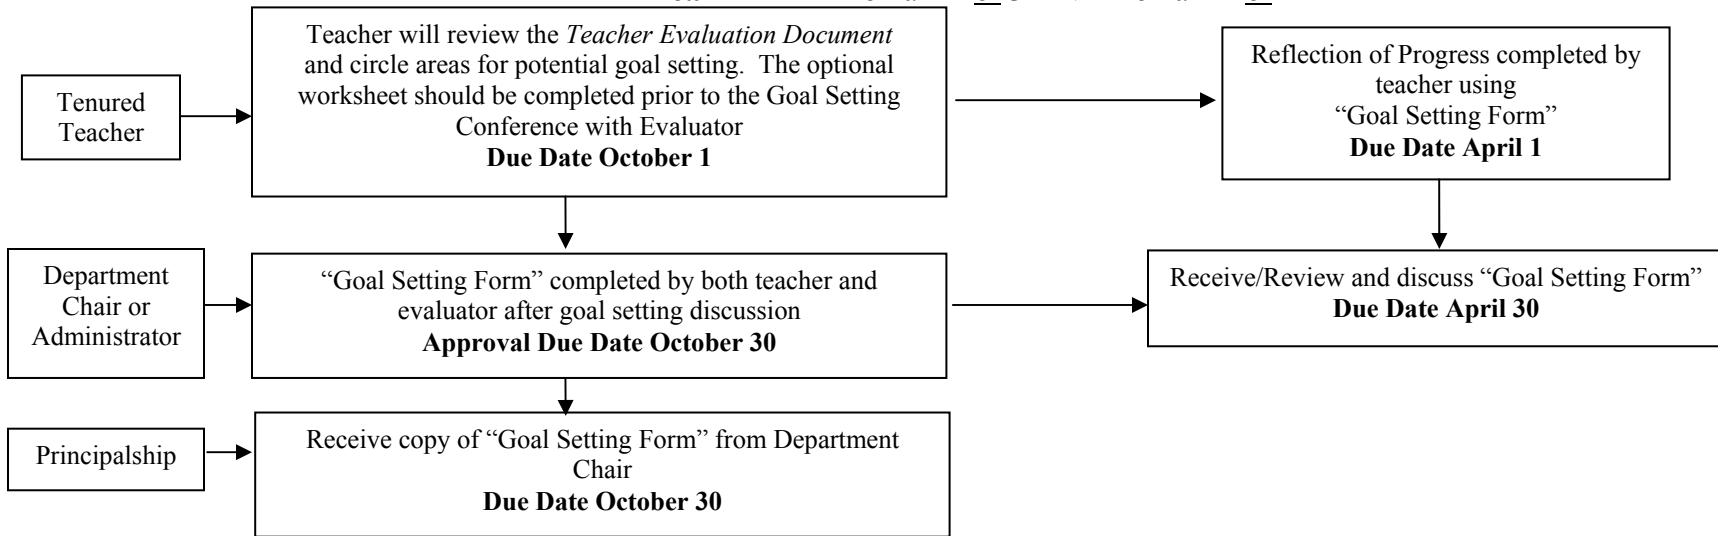 Tenured
Teacher
Teacher will review the Teacher Evaluation Document
and circle areas for potential goal setting.  The optional
worksheet should be completed prior to the Goal Setting
Conference with Evaluator
Due Date October 1
Reflection of Progress completed by
teacher using
“Goal Setting Form”
Due Date April 1
Department
Chair or
Administrator
“Goal Setting Form” completed by both teacher and
evaluator after goal setting discussion
Approval Due Date October 30
Receive/Review and discuss “Goal Setting Form”
Due Date April 30
Principalship
Receive copy of “Goal Setting Form” from Department
Chair
Due Date October 30